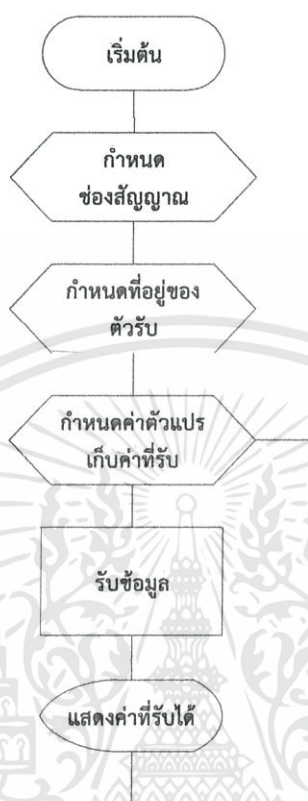 เริ่มต้น
กำหนด
ช่องสัญญาณ
กำหนดที่อยู่ของ
ตัวรับ
กำหนดค่าตัวแปร
เก็บค่าที่รับ
รับข้อมูล
แสดงค่าที่รับได้